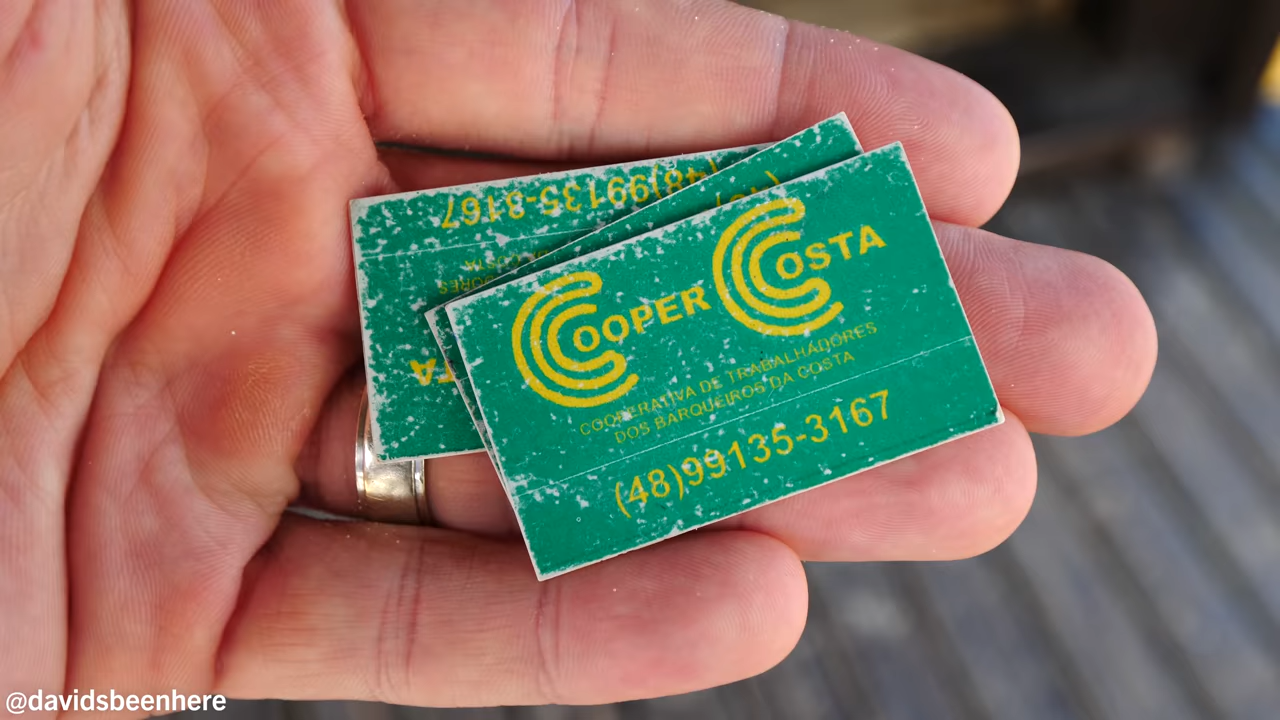 COOPER COSTA
COOPERATIVA DE TRABALHADORES
DOS BARQUEIROS DA COSTA
(48)99135-3167
(48)99135-3167
@davidsbeenhere